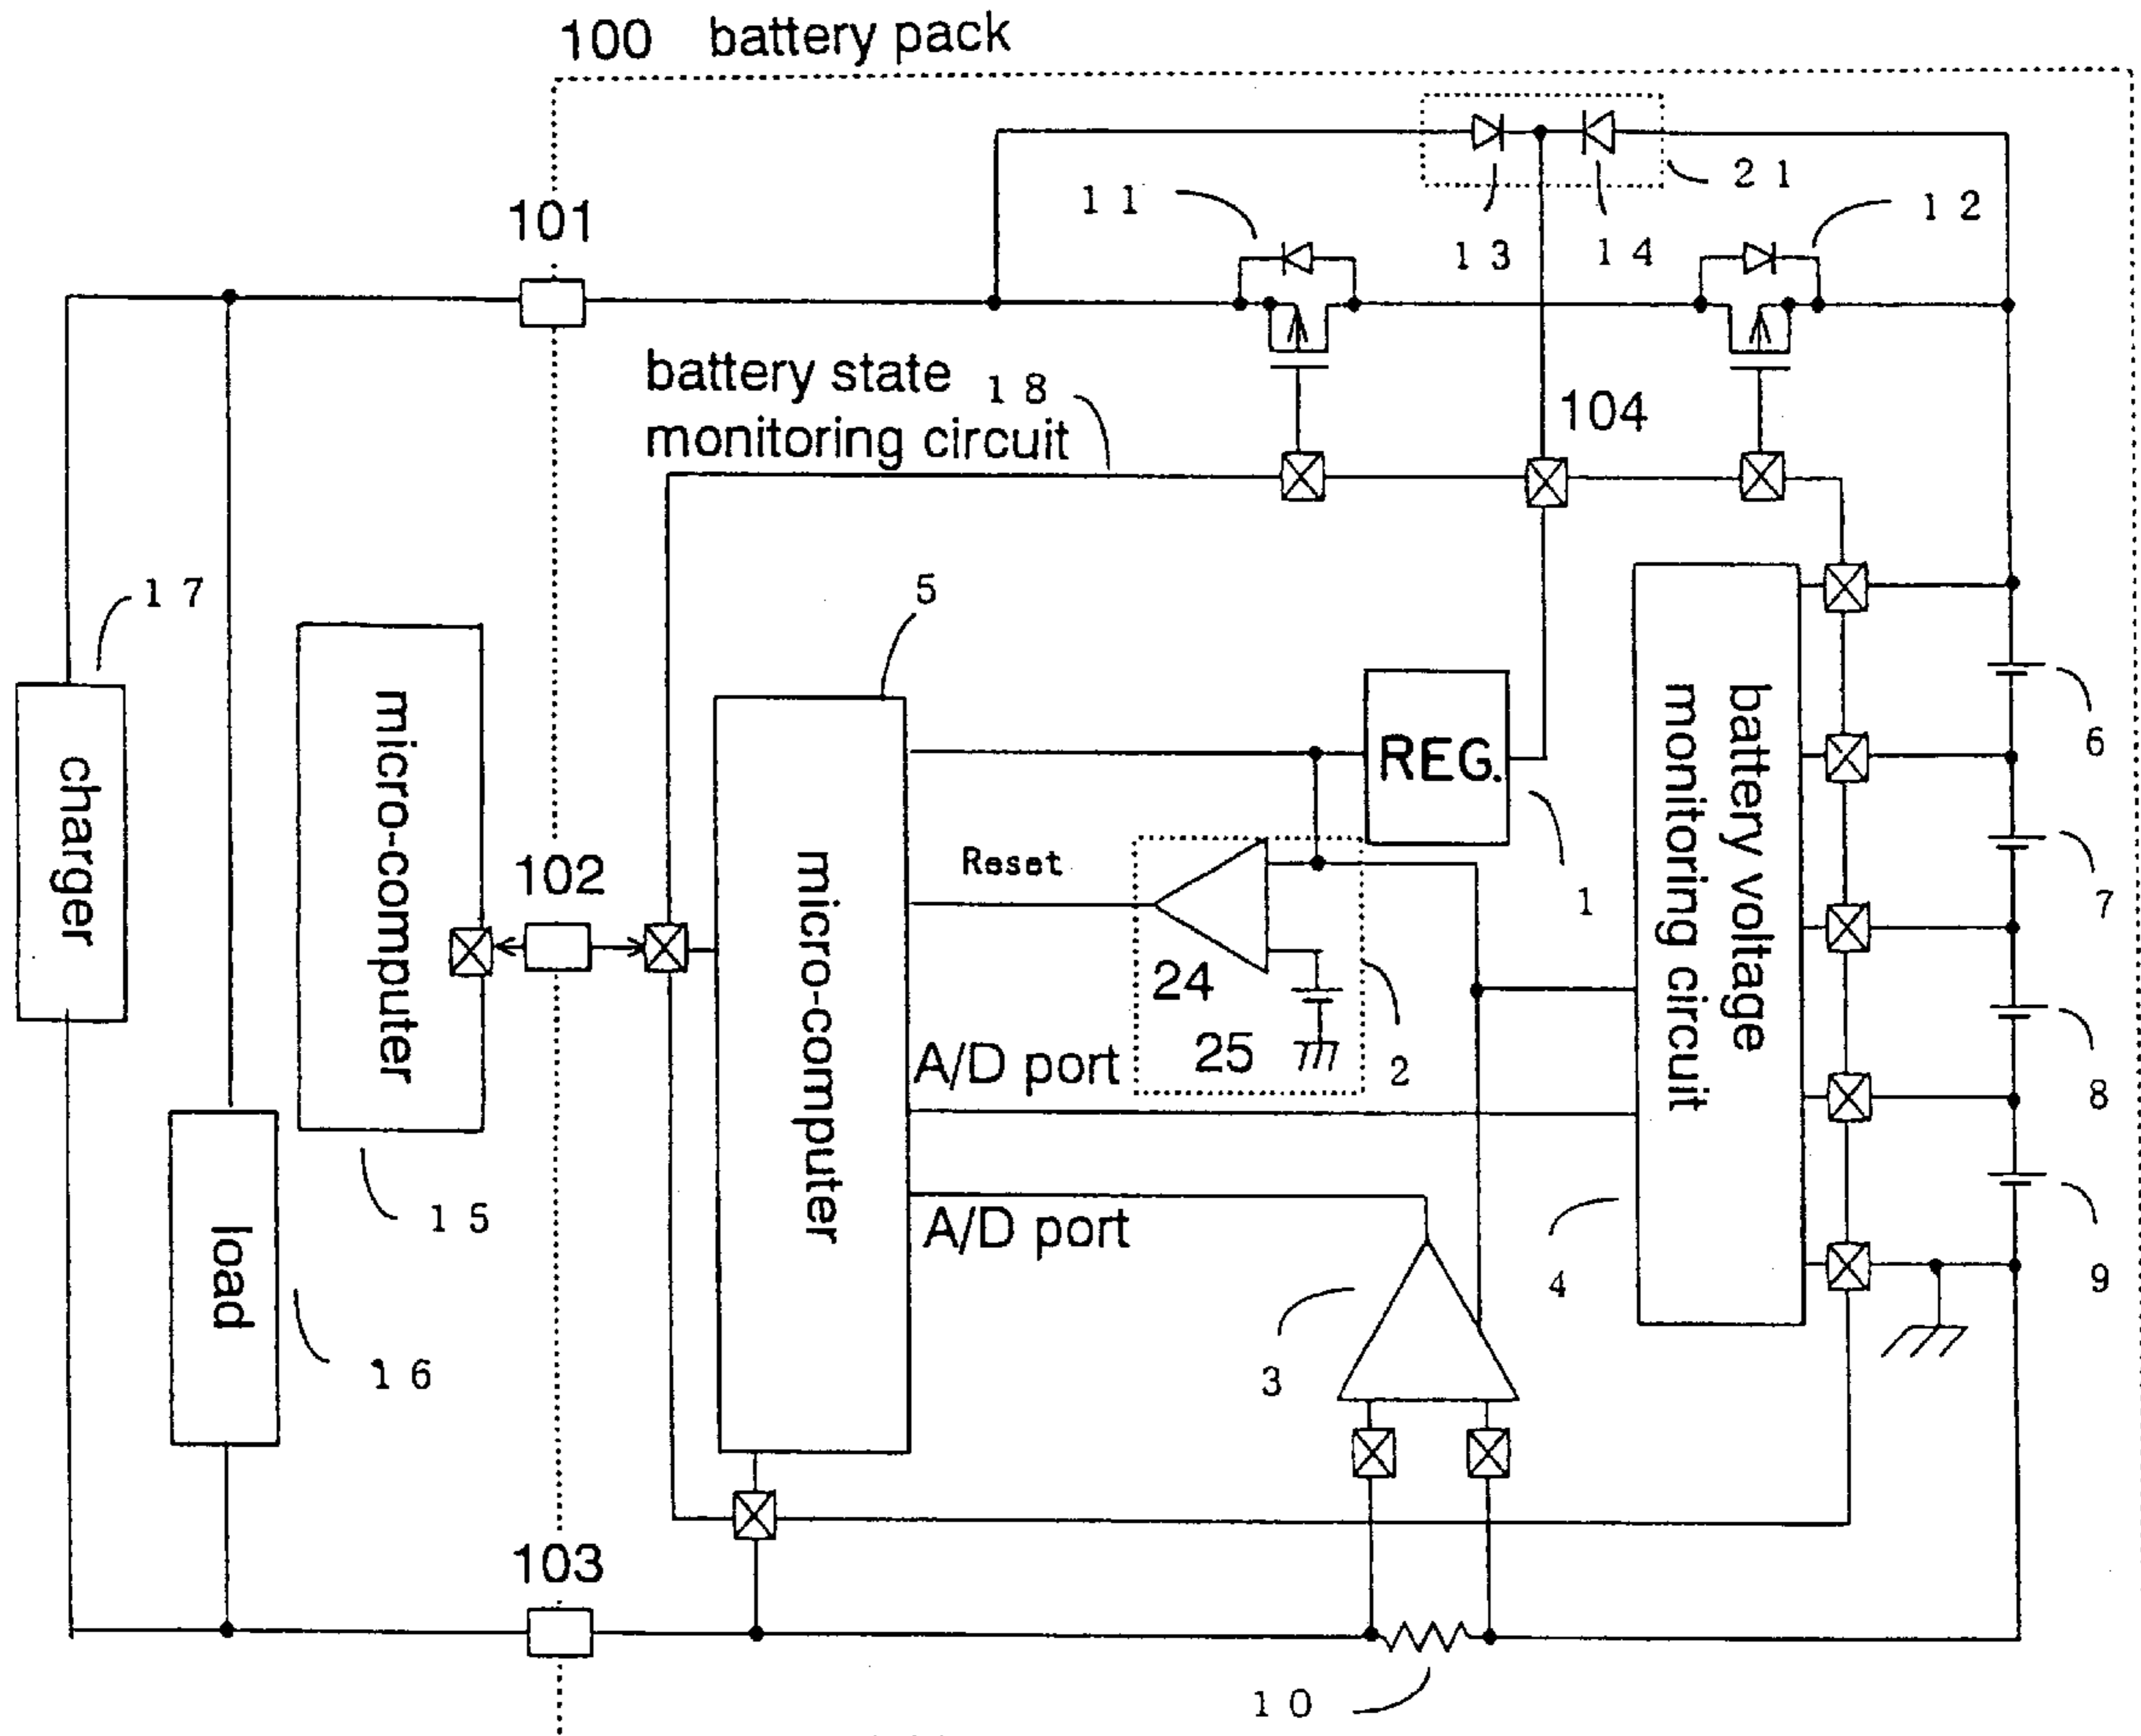 100 battery pack
21
11
12
101
13
14
battery state
monitoring circuit
18
104
17
5
charger
micro-computer
REG.
battery voltage
monitoring circuit
6
102
Reset
1
7
micro-computer
24
25
2
A/D port
8
15
A/D port
load
4
9
16
3
103
10